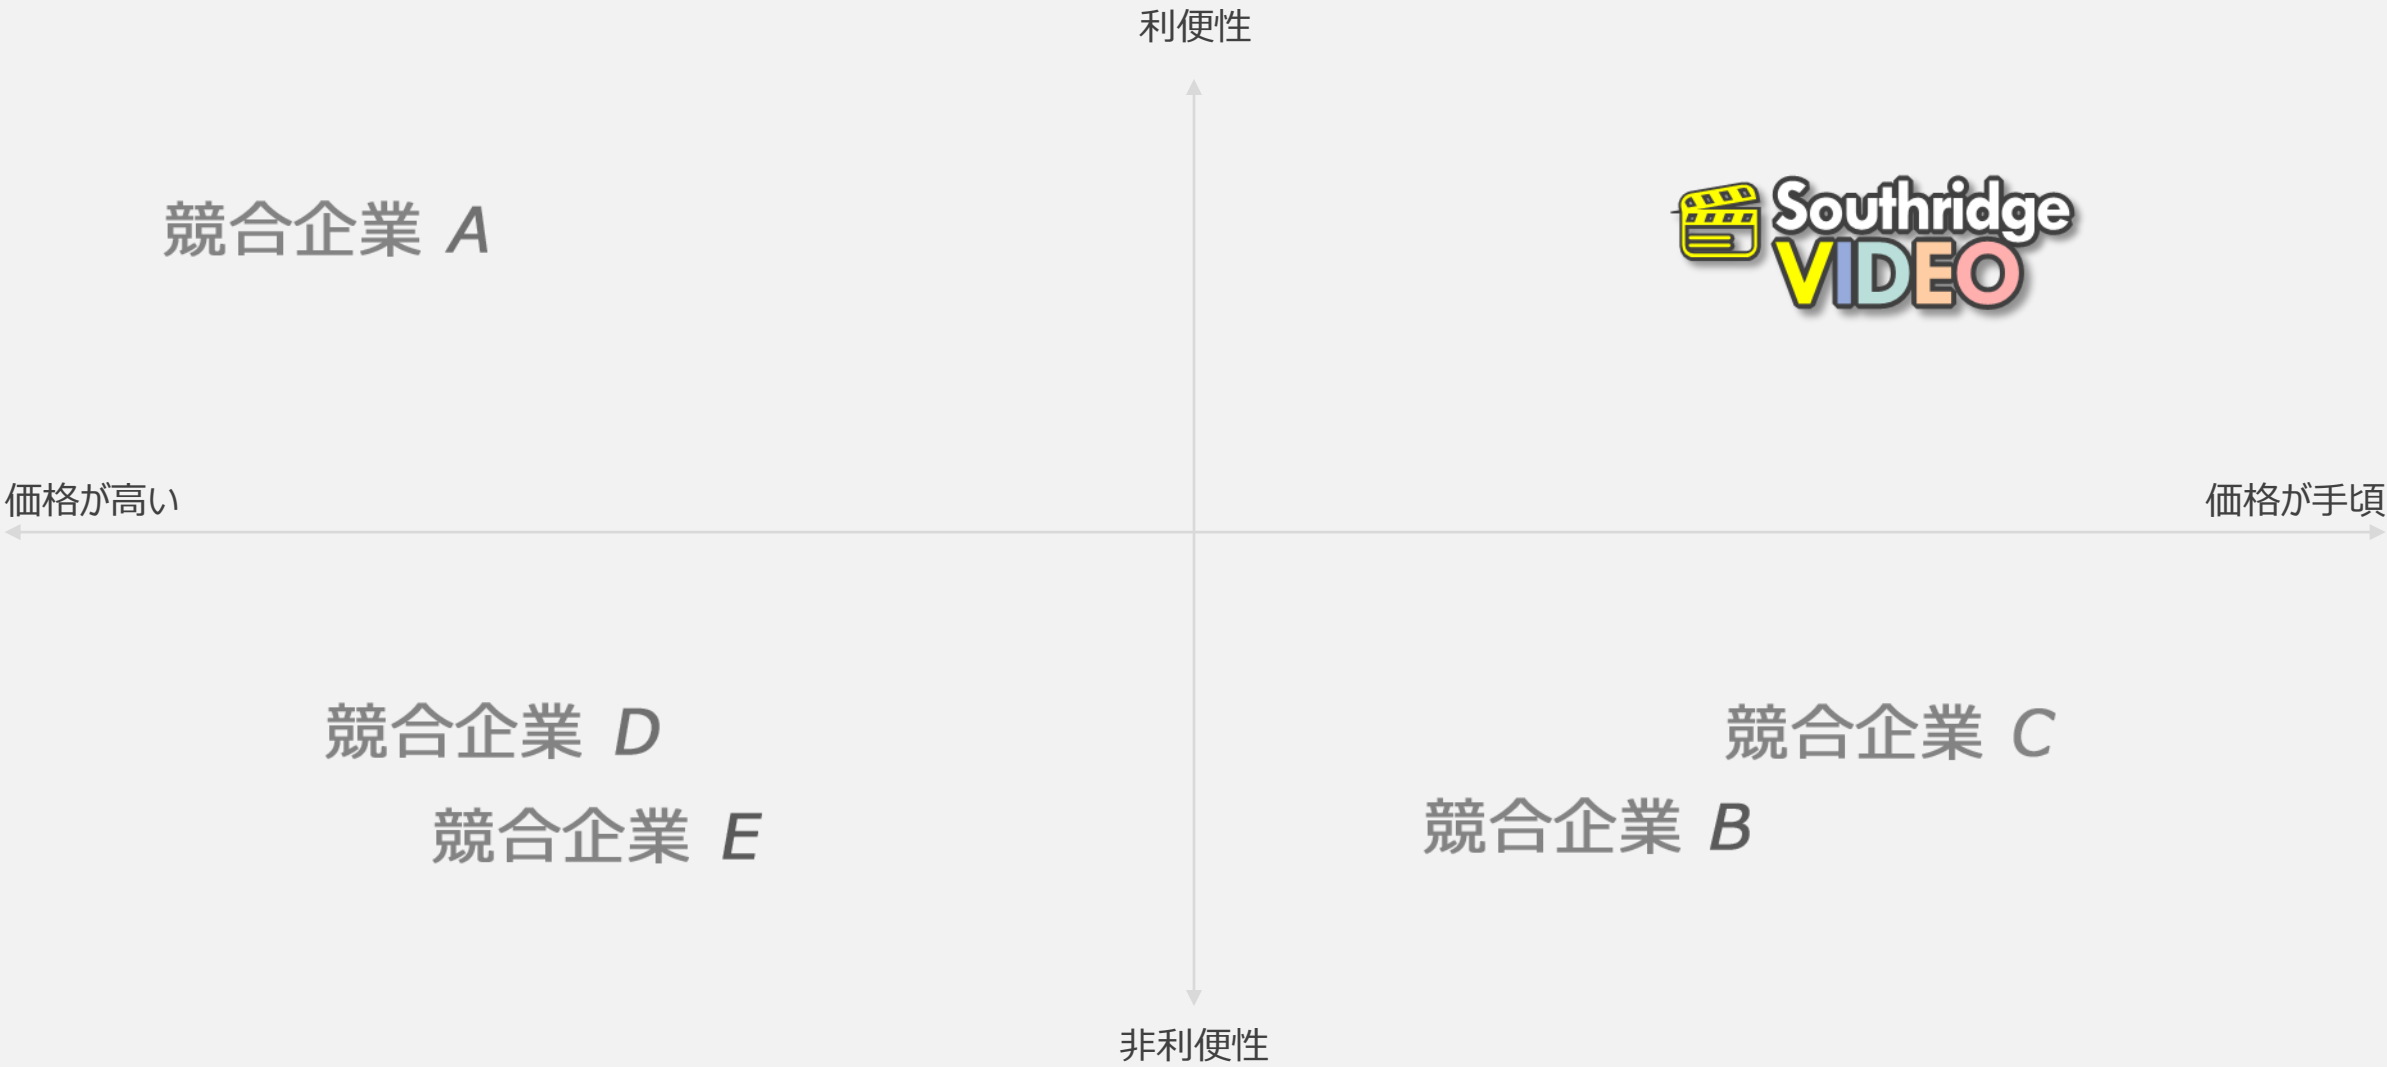 利便性
競合企業 A
Southridge
VIDEO
価格が高い
価格が手頃
競合企業 D
競合企業 C
競合企業 E
競合企業 B
非利便性